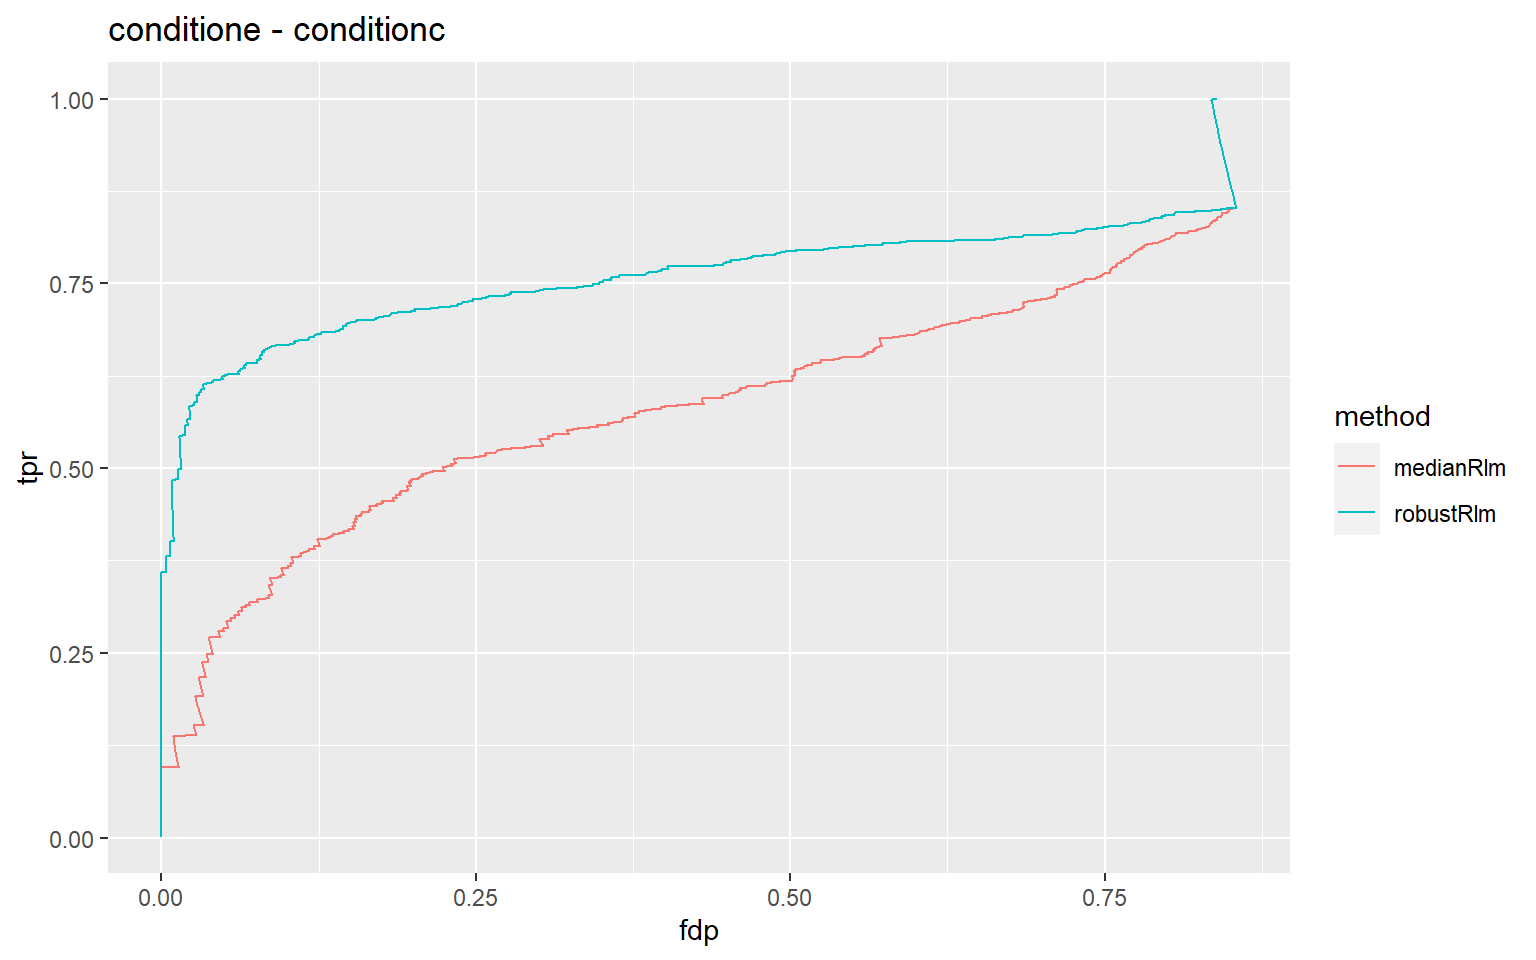 conditione - conditionc
tpr
1.00
0.75
0.50
0.25
0.00
0.00 0.25 0.50 0.75
fdp
method
medianRlm
robustRlm